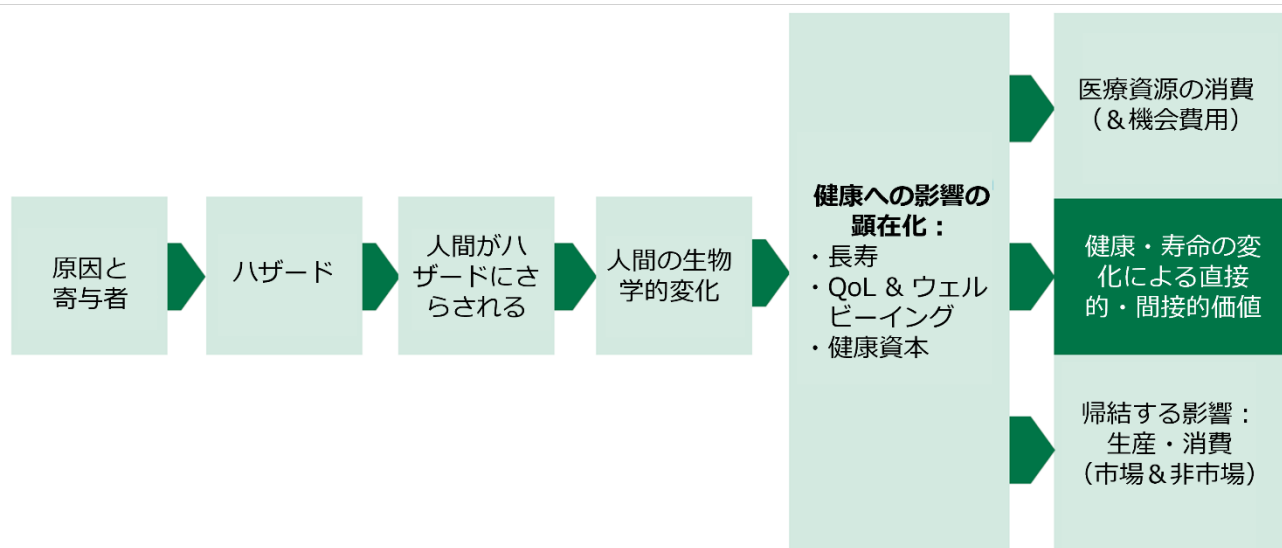 原因と
寄与者
ハザード
人間がハ
ザードにさ
らされる
人間の生物
学的変化
健康への影響の
顕在化：
・長寿
・QoL & ウェル
ビーイング
・健康資本
医療資源の消費
（＆機会費用）
健康・寿命の変
化による直接
的・間接的価値
帰結する影響：
生産・消費
（市場＆非市場）